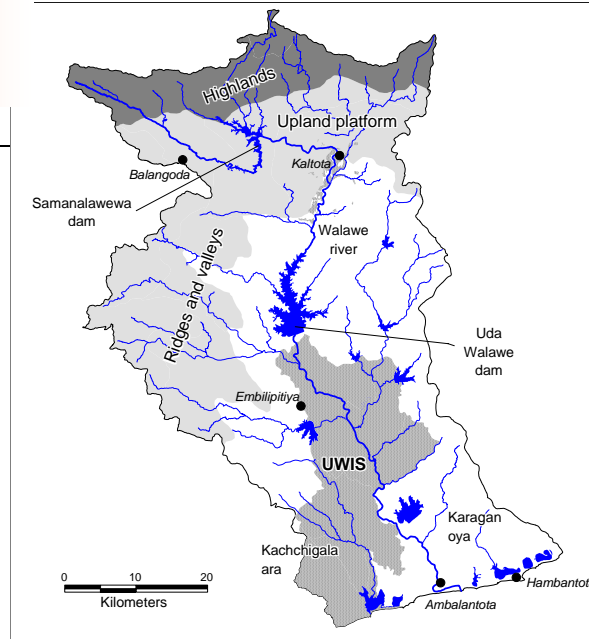 Highlands
Upland platform
Kaltota
Balangoda
Samanalawewa
dam
Walawe
river
Ridges and valleys
Uda
Walawe
dam
Embilipitiya
UWIS
Karagan
oya
Kachchigala
ara
0 10 20
Kilometers
Hambantot
Ambalantota